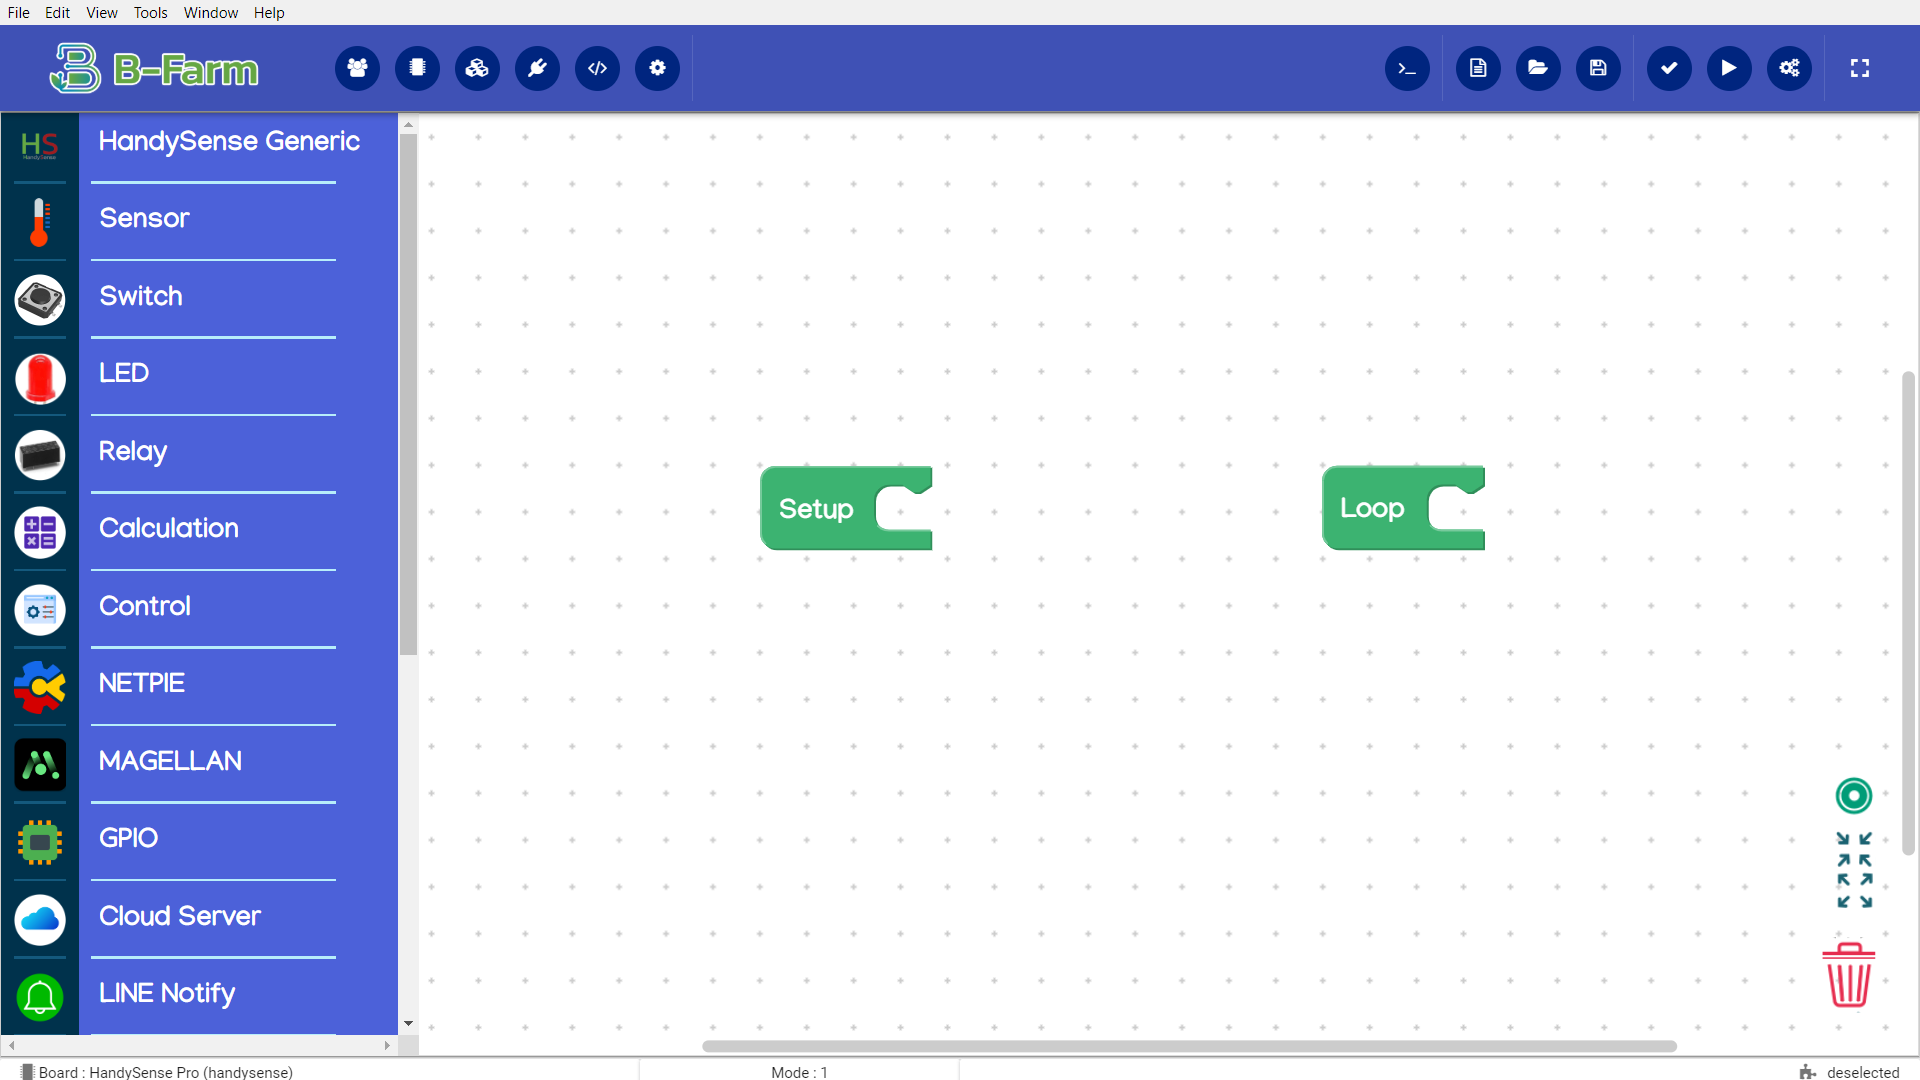 File Edit View Tools Window Help
B-Farm
HS HandySense
HandySense Generic
Sensor
Switch
LED
Relay
Calculation
Control
NETPIE
MAGELLAN
GPIO
Cloud Server
LINE Notify
Setup
Loop
Board : HandySense Pro (handysense)
Mode : 1
deselected